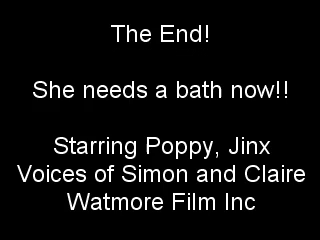 The End!
She needs a bath now!!
Starring Poppy, Jinx
Voices of Simon and Claire
Watmore Film Inc